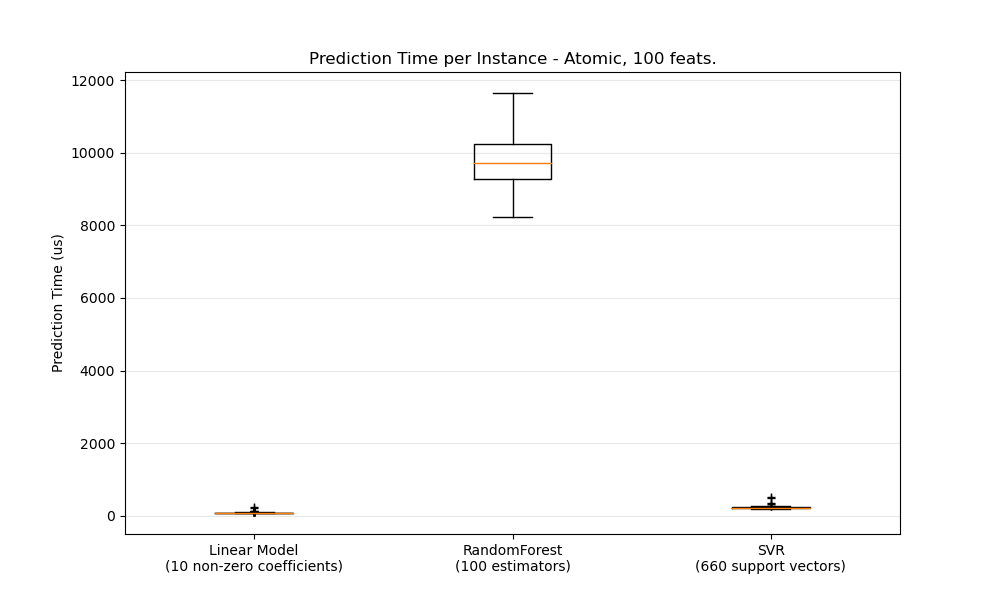 Prediction Time per Instance - Atomic, 100 feats.
Prediction Time (us)
12000
10000
8000
6000
4000
2000
0
Linear Model
(10 non-zero coefficients)
RandomForest
(100 estimators)
SVR
(660 support vectors)